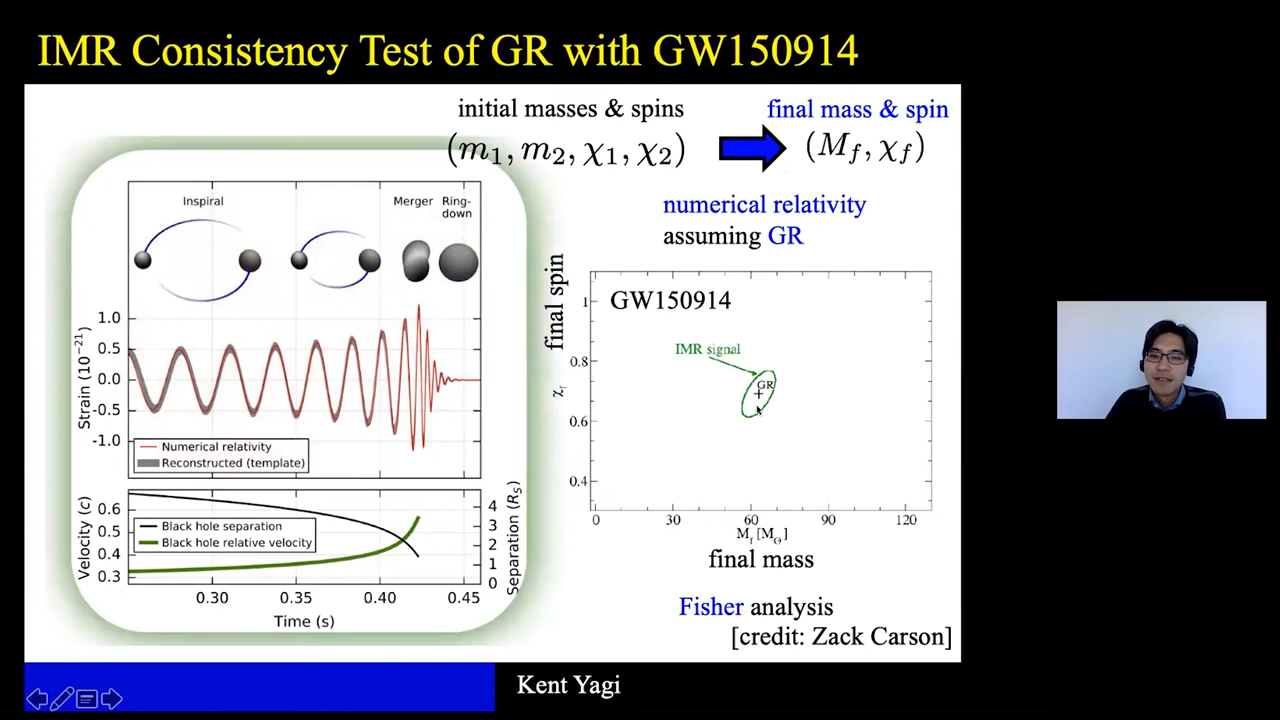 IMR Consistency Test of GR with GW150914
initial masses & spins
final mass & spin
(m₁, m₂, χ₁, χ₂)
(M_f, χ_f)
numerical relativity
assuming GR
Inspiral
Merger
Ring-
down
Strain (10⁻²¹)
1.0
0.5
0.0
-0.5
-1.0
Numerical relativity
Reconstructed (template)
Velocity (c)
0.6
0.5
0.4
0.3
Black hole separation
Black hole relative velocity
4
3
2
1
0
Separation (R_S)
0.30
0.35
0.40
0.45
Time (s)
final spin
χ_f
1
0.8
0.6
0.4
GW150914
IMR signal
GR
0
30
60
90
120
M_f [M_⊙]
final mass
Fisher analysis
[credit: Zack Carson]
Kent Yagi